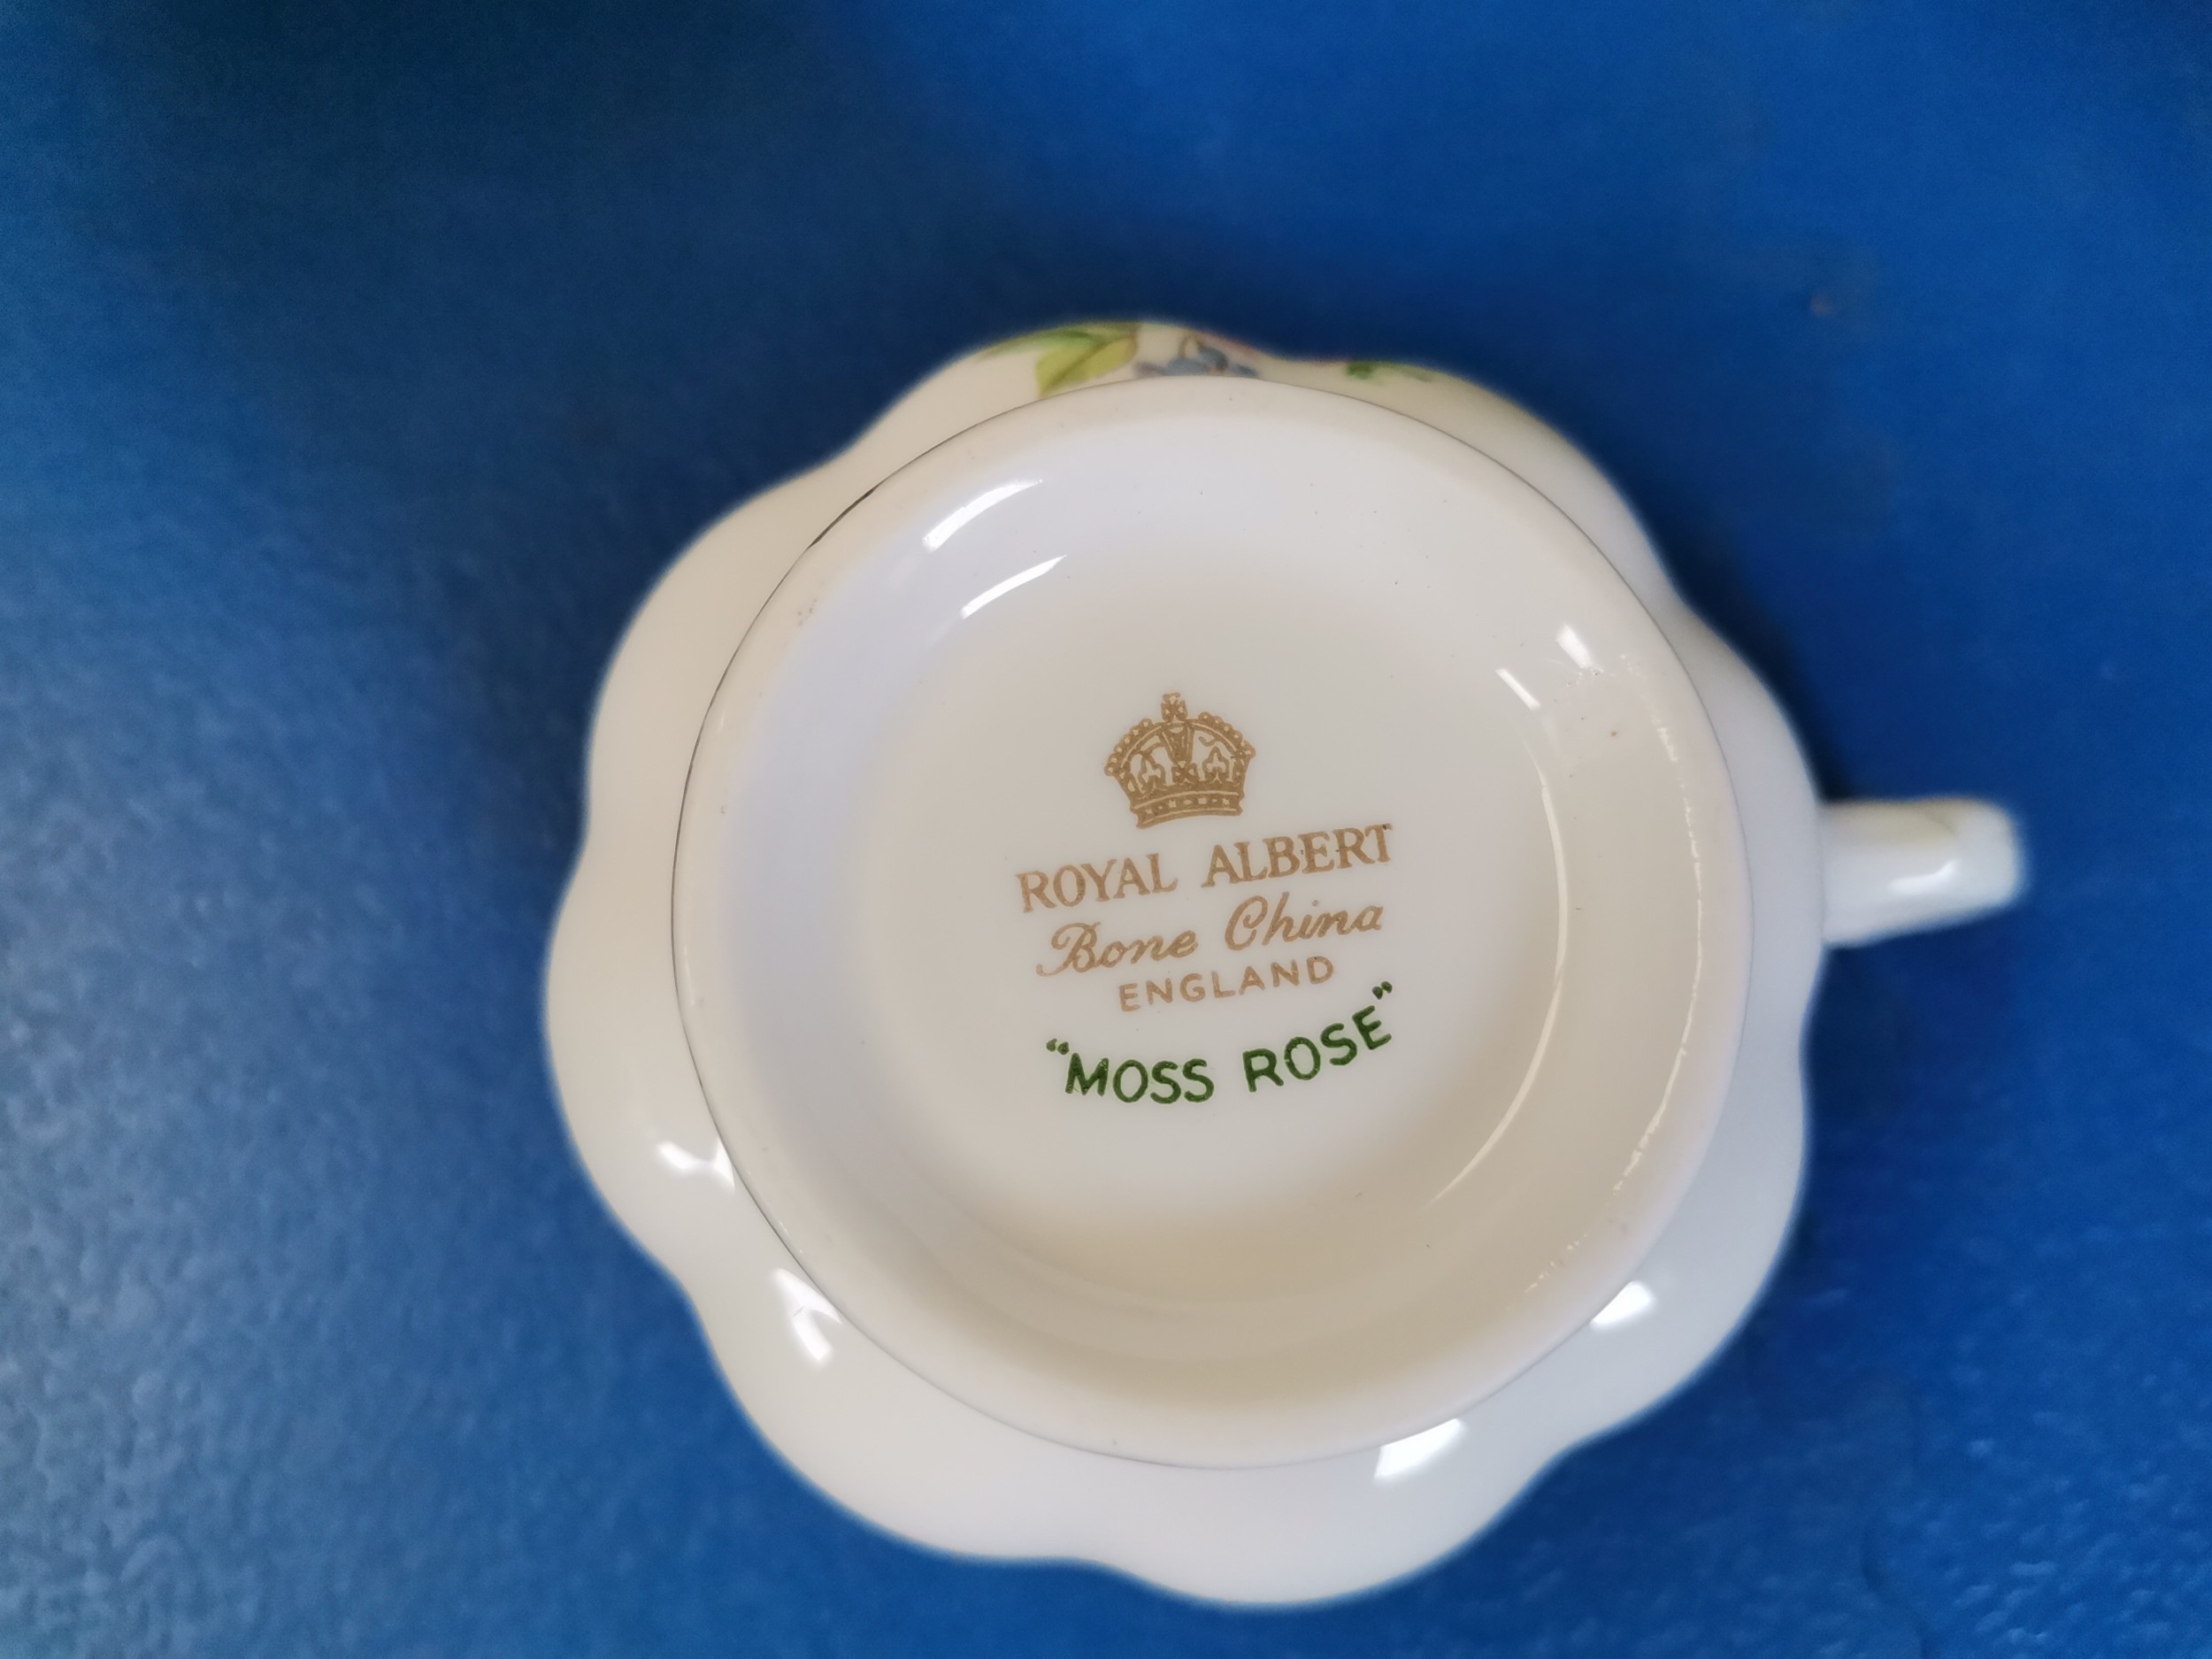 ROYAL ALBERT
Bone China
ENGLAND
“MOSS ROSE”